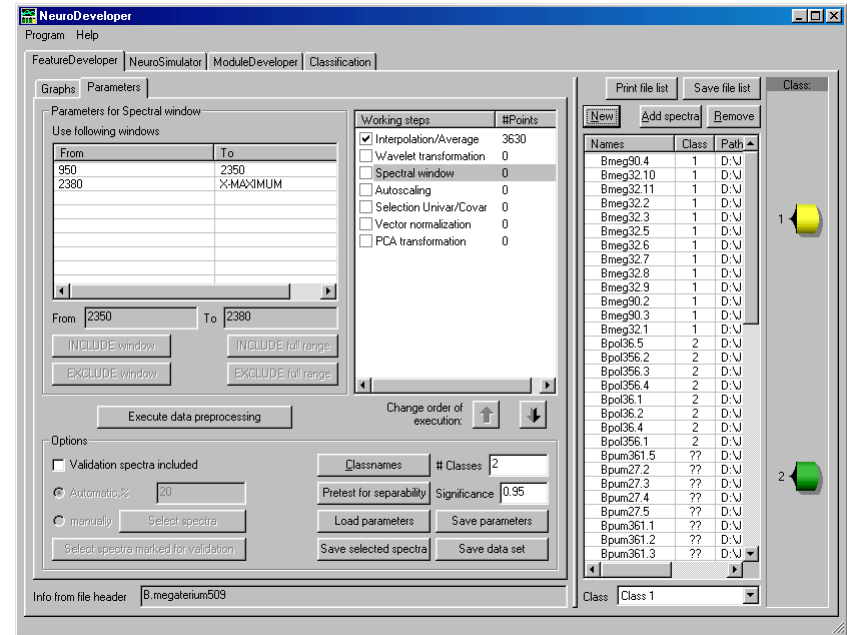 NeuroDeveloper
Program Help
FeatureDeveloper NeuroSimulator ModuleDeveloper Classification
Graphs Parameters
Parameters for Spectral window
Use following windows
From To
950 2350
2380 X-MAXIMUM
From 2350 To 2380
INCLUDE window INCLUDE full range
EXCLUDE window EXCLUDE full range
Working steps #Points
Interpolation/Average 3630
Wavelet transformation 0
Spectral window 0
Autoscaling 0
Selection Univar/Covar 0
Vector normalization 0
PCA transformation 0
Execute data preprocessing
Change order of
execution:
Options
Validation spectra included
Automatic % 20
manually Select spectra
Select spectra marked for validation
Classnames # Classes 2
Pretest for separability Significance 0.95
Load parameters Save parameters
Save selected spectra Save data set
Info from file header B.megaterium509
Print file list Save file list
New Add spectra Remove
Names Class Path
Bmeg90.4 1 D:\J
Bmeg32.10 1 D:\J
Bmeg32.11 1 D:\J
Bmeg32.2 1 D:\J
Bmeg32.3 1 D:\J
Bmeg32.5 1 D:\J
Bmeg32.6 1 D:\J
Bmeg32.7 1 D:\J
Bmeg32.8 1 D:\J
Bmeg32.9 1 D:\J
Bmeg90.2 1 D:\J
Bmeg90.3 1 D:\J
Bmeg32.1 1 D:\J
Bpol36.5 2 D:\J
Bpol356.2 2 D:\J
Bpol356.3 2 D:\J
Bpol356.4 2 D:\J
Bpol36.1 2 D:\J
Bpol36.2 2 D:\J
Bpol36.4 2 D:\J
Bpol356.1 2 D:\J
Bpum361.5 ?? D:\J
Bpum27.2 ?? D:\J
Bpum27.3 ?? D:\J
Bpum27.4 ?? D:\J
Bpum27.5 ?? D:\J
Bpum361.1 ?? D:\J
Bpum361.2 ?? D:\J
Bpum361.3 ?? D:\J
Class Class 1
Class:
1
2